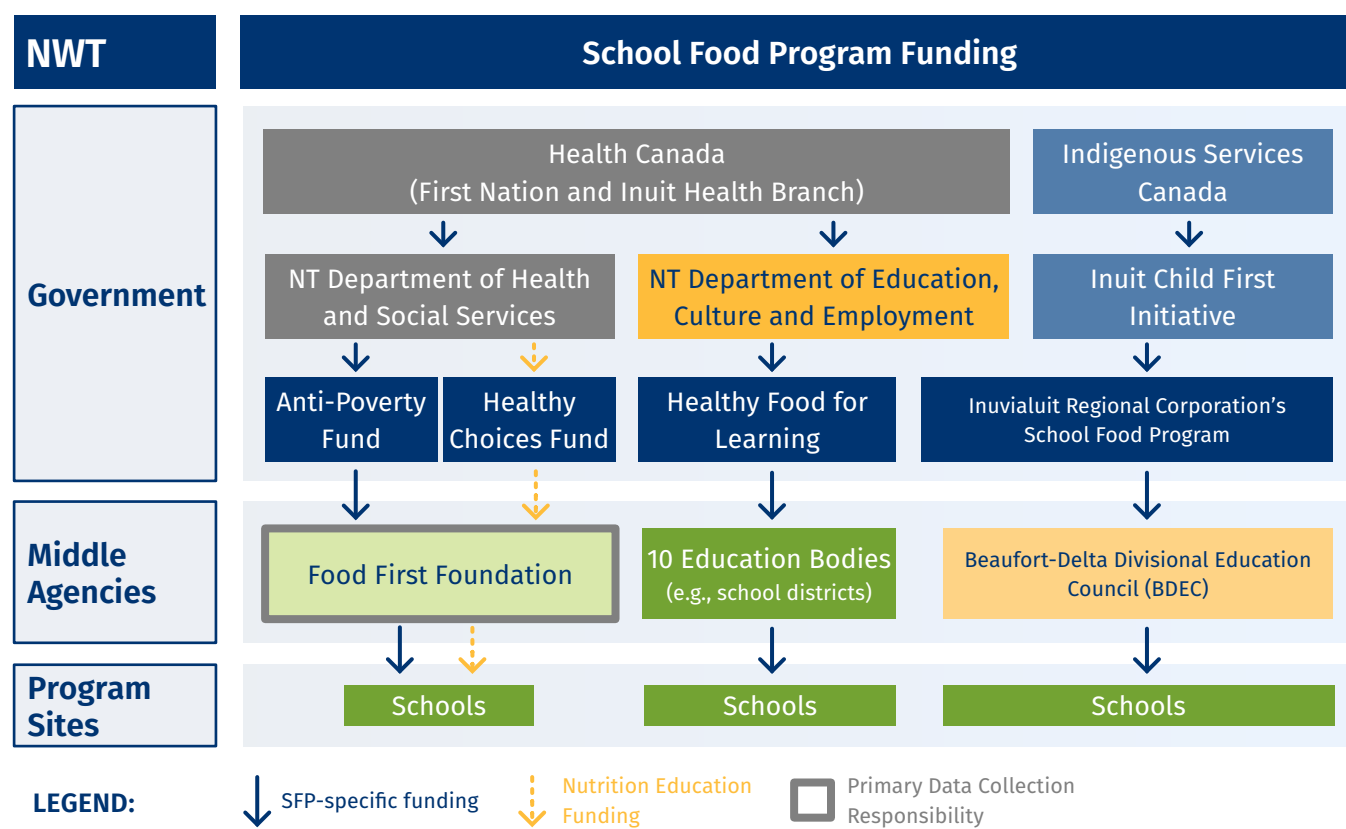 NWT
School Food Program Funding
Government
Health Canada
(First Nation and Inuit Health Branch)
Indigenous Services
Canada
NT Department of Health
and Social Services
NT Department of Education,
Culture and Employment
Inuit Child First
Initiative
Anti-Poverty
Fund
Healthy
Choices Fund
Healthy Food for
Learning
Inuvialuit Regional Corporation’s
School Food Program
Middle
Agencies
Food First Foundation
10 Education Bodies
(e.g., school districts)
Beaufort-Delta Divisional Education
Council (BDEC)
Program
Sites
Schools
Schools
Schools
LEGEND:
SFP-specific funding
Nutrition Education
Funding
Primary Data Collection
Responsibility